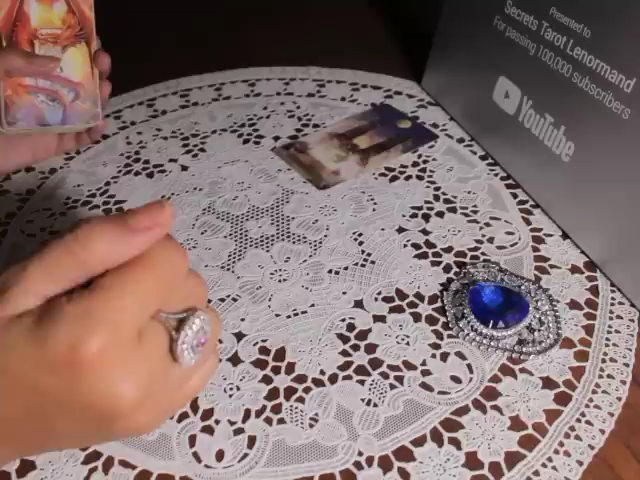 Presented to
Secrets Tarot Lenormand
For passing 100,000 subscribers
YouTube